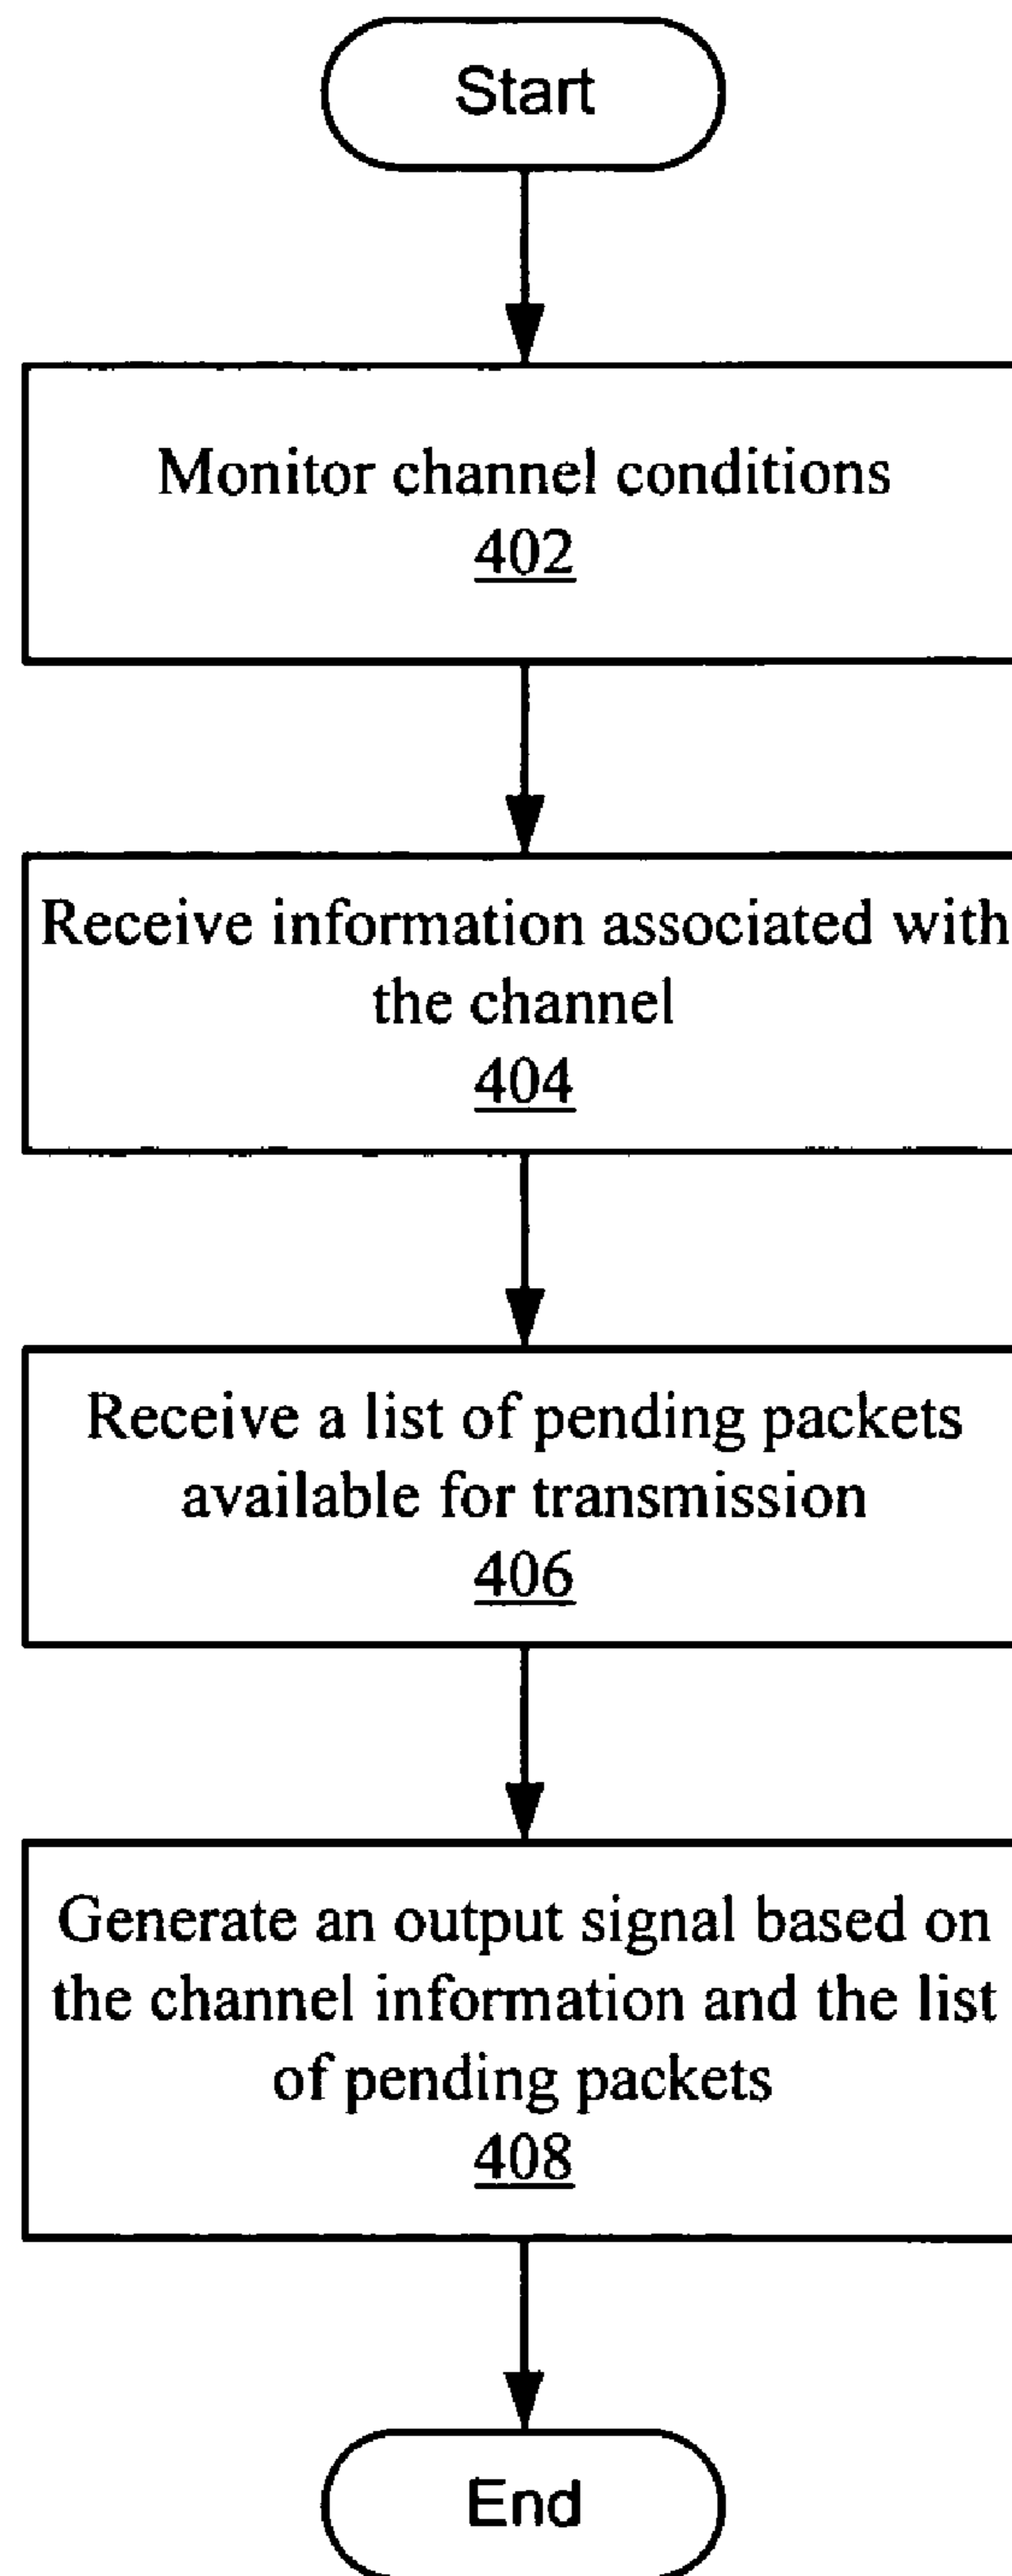 Start
Monitor channel conditions
402
Receive information associated with
the channel
404
Receive a list of pending packets
available for transmission
406
Generate an output signal based on
the channel information and the list
of pending packets
408
End